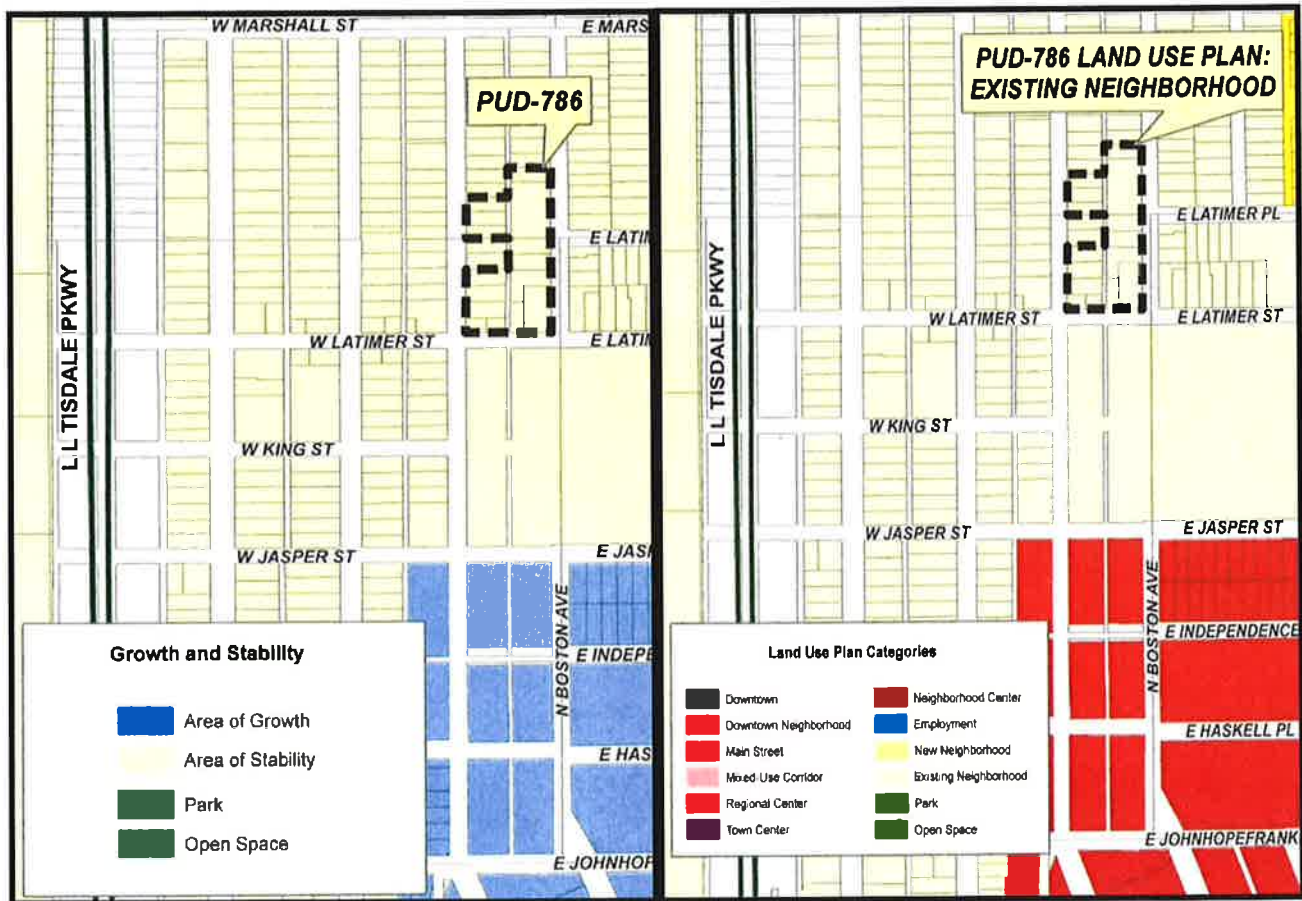 W MARSHALL ST
E MARS
PUD-786
E LATIM
L L TISDALE PKWY
W LATIMER ST
E LATIM
W KING ST
W JASPER ST
E JASP
N BOSTON AVE
E INDEPE
E HAS
E JOHNHOP
Growth and Stability
Area of Growth
Area of Stability
Park
Open Space
PUD-786 LAND USE PLAN:
EXISTING NEIGHBORHOOD
E LATIMER PL
L L TISDALE PKWY
W LATIMER ST
E LATIMER ST
W KING ST
W JASPER ST
E JASPER ST
N BOSTON AVE
E INDEPENDENCE
E HASKELL PL
E JOHNHOPEFRANK
Land Use Plan Categories
Downtown
Downtown Neighborhood
Main Street
Mixed-Use Corridor
Regional Center
Town Center
Neighborhood Center
Employment
New Neighborhood
Existing Neighborhood
Park
Open Space